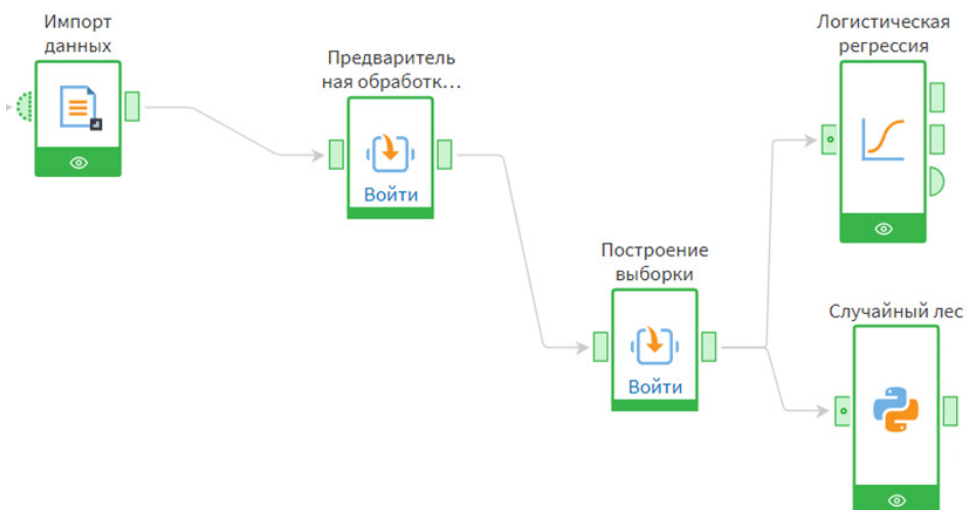 Импорт
данных
Предваритель
ная обработк...
Войти
Построение
выборки
Войти
Логистическая
регрессия
Случайный лес